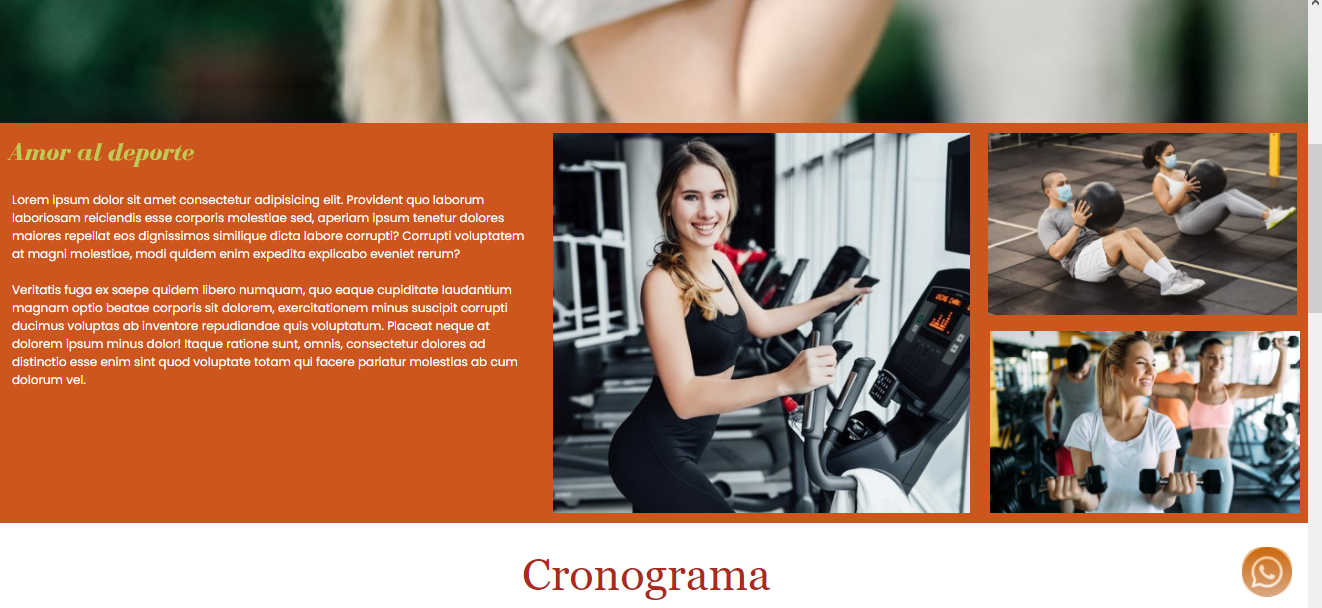 Amor al deporte
Lorem ipsum dolor sit amet consectetur adipisicing elit. Provident quo laborum
laboriosam reiciendis esse corporis molestiae sed, aperiam ipsum tenetur dolores
maiores repellat eos dignissimos similique dicta labore corrupti? Corrupti voluptatem
at magni molestiae, modi quidem enim expedita explicabo eveniet rerum?
Veritatis fuga ex saepe quidem libero numquam, quo eaque cupiditate laudantium
magnam optio beatae corporis sit dolorem, exercitationem minus suscipit corrupti
ducimus voluptas ab inventore repudiandae quis voluptatum. Placeat neque at
dolorem ipsum minus dolor! Itaque ratione sunt, omnis, consectetur dolores ad
distinctio esse enim sint quod voluptate totam qui facere pariatur molestias ab cum
dolorum vel.
Cronograma